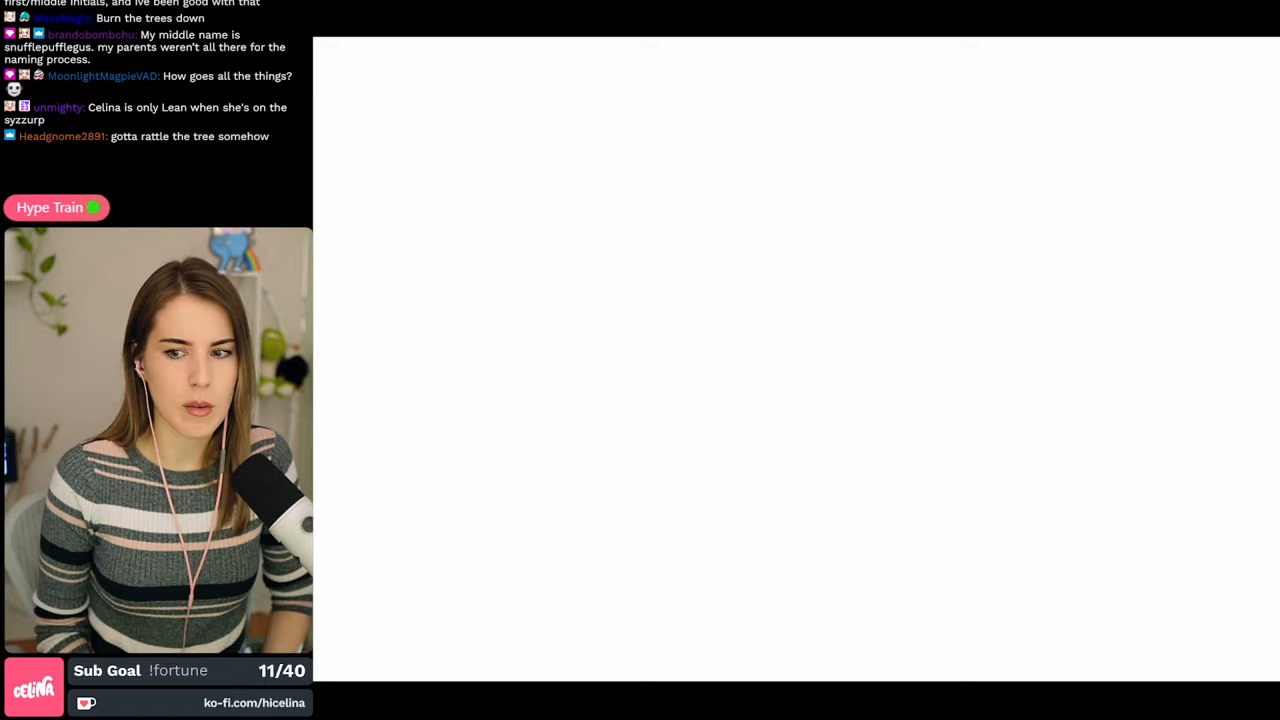 first/middle initials, and ive been good with that
MassMagic: Burn the trees down
brandobombchu: My middle name is
snufflepufflegus. my parents weren't all there for the
naming process.
MoonlightMagpieVAD: How goes all the things?
unmighty: Celina is only Lean when she's on the
syzzurp
Headgnome2891: gotta rattle the tree somehow
Hype Train
CELINA
Sub Goal !fortune 11/40
ko-fi.com/hicelina